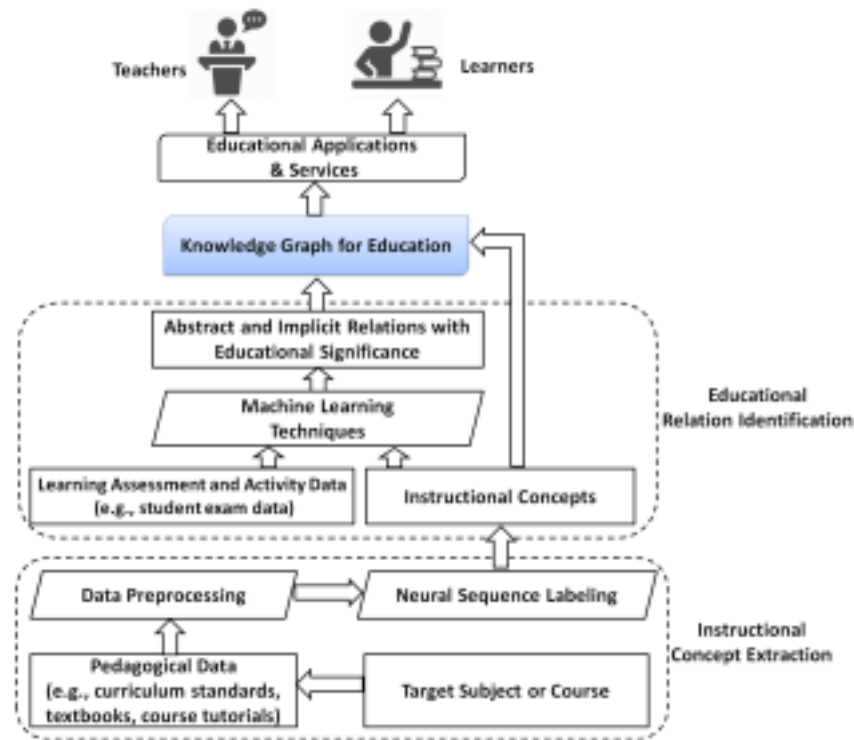 Teachers
Learners
Educational Applications
& Services
Knowledge Graph for Education
Abstract and Implicit Relations with
Educational Significance
Machine Learning
Techniques
Educational
Relation Identification
Learning Assessment and Activity Data
(e.g., student exam data)
Instructional Concepts
Data Preprocessing
Neural Sequence Labeling
Instructional
Concept Extraction
Pedagogical Data
(e.g., curriculum standards,
textbooks, course tutorials)
Target Subject or Course